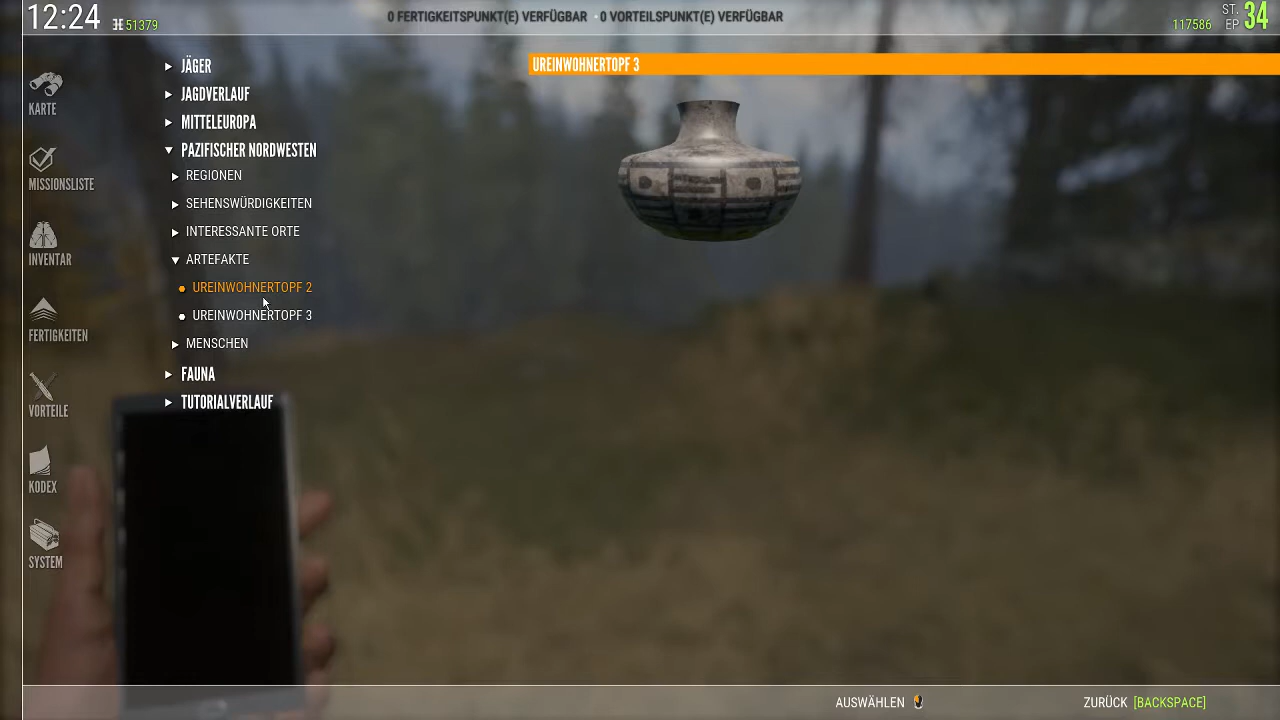 12:24
51379
0 FERTIGKEITSPUNKT(E) VERFÜGBAR · 0 VORTEILSPUNKT(E) VERFÜGBAR
117586
ST. EP 34
KARTE
MISSIONSLISTE
INVENTAR
FERTIGKEITEN
VORTEILE
KODEX
SYSTEM
JÄGER
JAGDVERLAUF
MITTELEUROPA
PAZIFISCHER NORDWESTEN
REGIONEN
SEHENSWÜRDIGKEITEN
INTERESSANTE ORTE
ARTEFAKTE
UREINWOHNERTOPF 2
UREINWOHNERTOPF 3
MENSCHEN
FAUNA
TUTORIALVERLAUF
UREINWOHNERTOPF 3
AUSWÄHLEN
ZURÜCK [BACKSPACE]